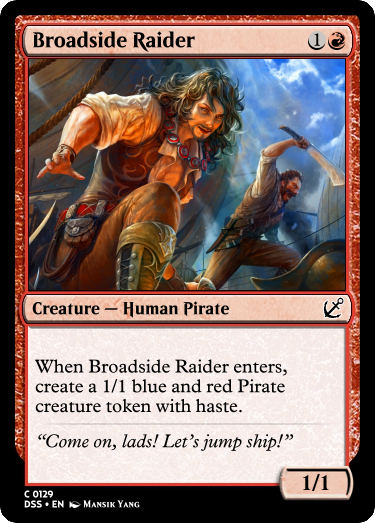 Broadside Raider 1
Creature — Human Pirate
When Broadside Raider enters,
create a 1/1 blue and red Pirate
creature token with haste.
“Come on, lads! Let’s jump ship!”
1/1
C 0129
DSS • EN Mansik Yang